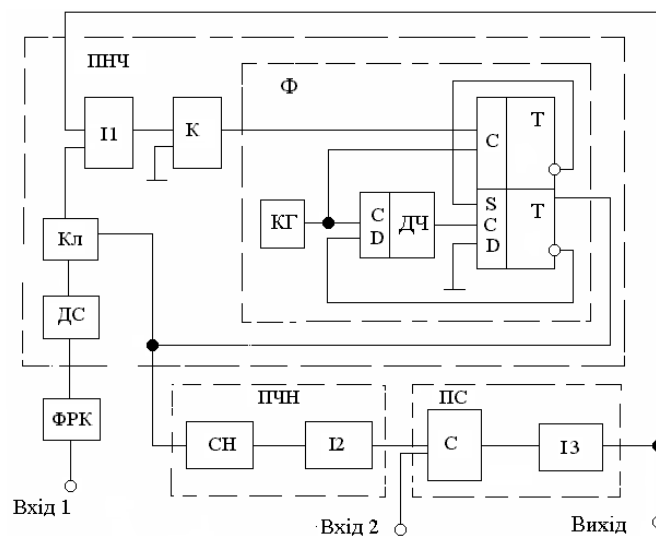 ПНЧ
Ф
І1
К
С
Т
КГ
С
D
ДЧ
S
C
D
Т
Кл
ДС
ФРК
Вхід 1
ПЧН
СН
І2
ПС
С
І3
Вхід 2
Вихід